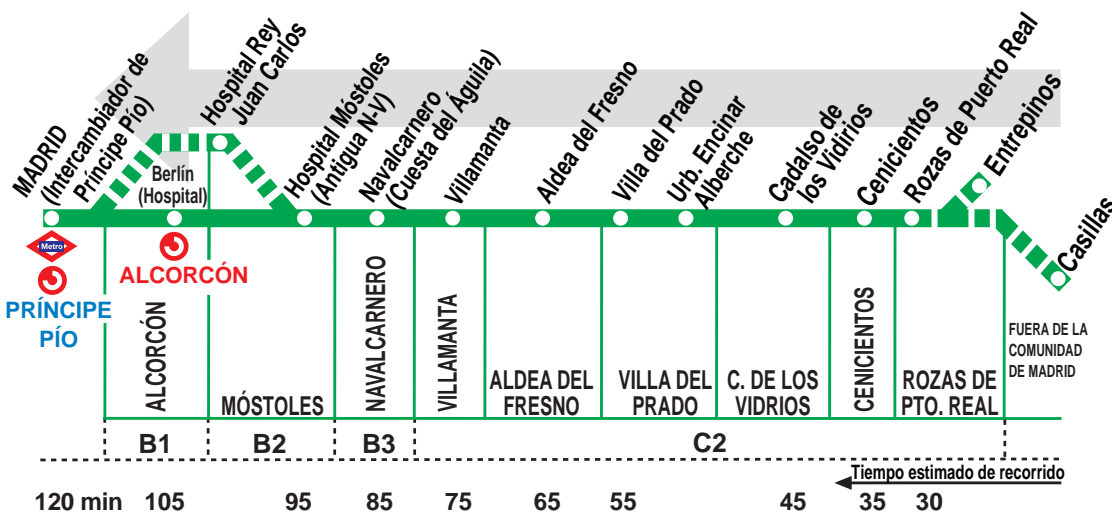 MADRID
(Intercambiador de
Príncipe Pío)
Berlín
(Hospital)
Hospital Rey
Juan Carlos
Hospital Móstoles
(Antigua N-V)
Navalcarnero
(Cuesta del Águila)
Villamanta
Aldea del Fresno
Villa del Prado
Urb. Encinar
Alberche
Cadalso de
los Vidirios
Cenicientos
Rozas de Puerto Real
Entrepinos
Casillas
Metro
PRÍNCIPE
PÍO
ALCORCÓN
ALCORCÓN
MÓSTOLES
NAVALCARNERO
VILLAMANTA
ALDEA DEL
FRESNO
VILLA DEL
PRADO
C. DE LOS
VIDRIOS
CENICIENTOS
ROZAS DE
PTO. REAL
FUERA DE LA
COMUNIDAD
DE MADRID
B1 B2 B3 C2
Tiempo estimado de recorrido
120 min 105 95 85 75 65 55 45 35 30